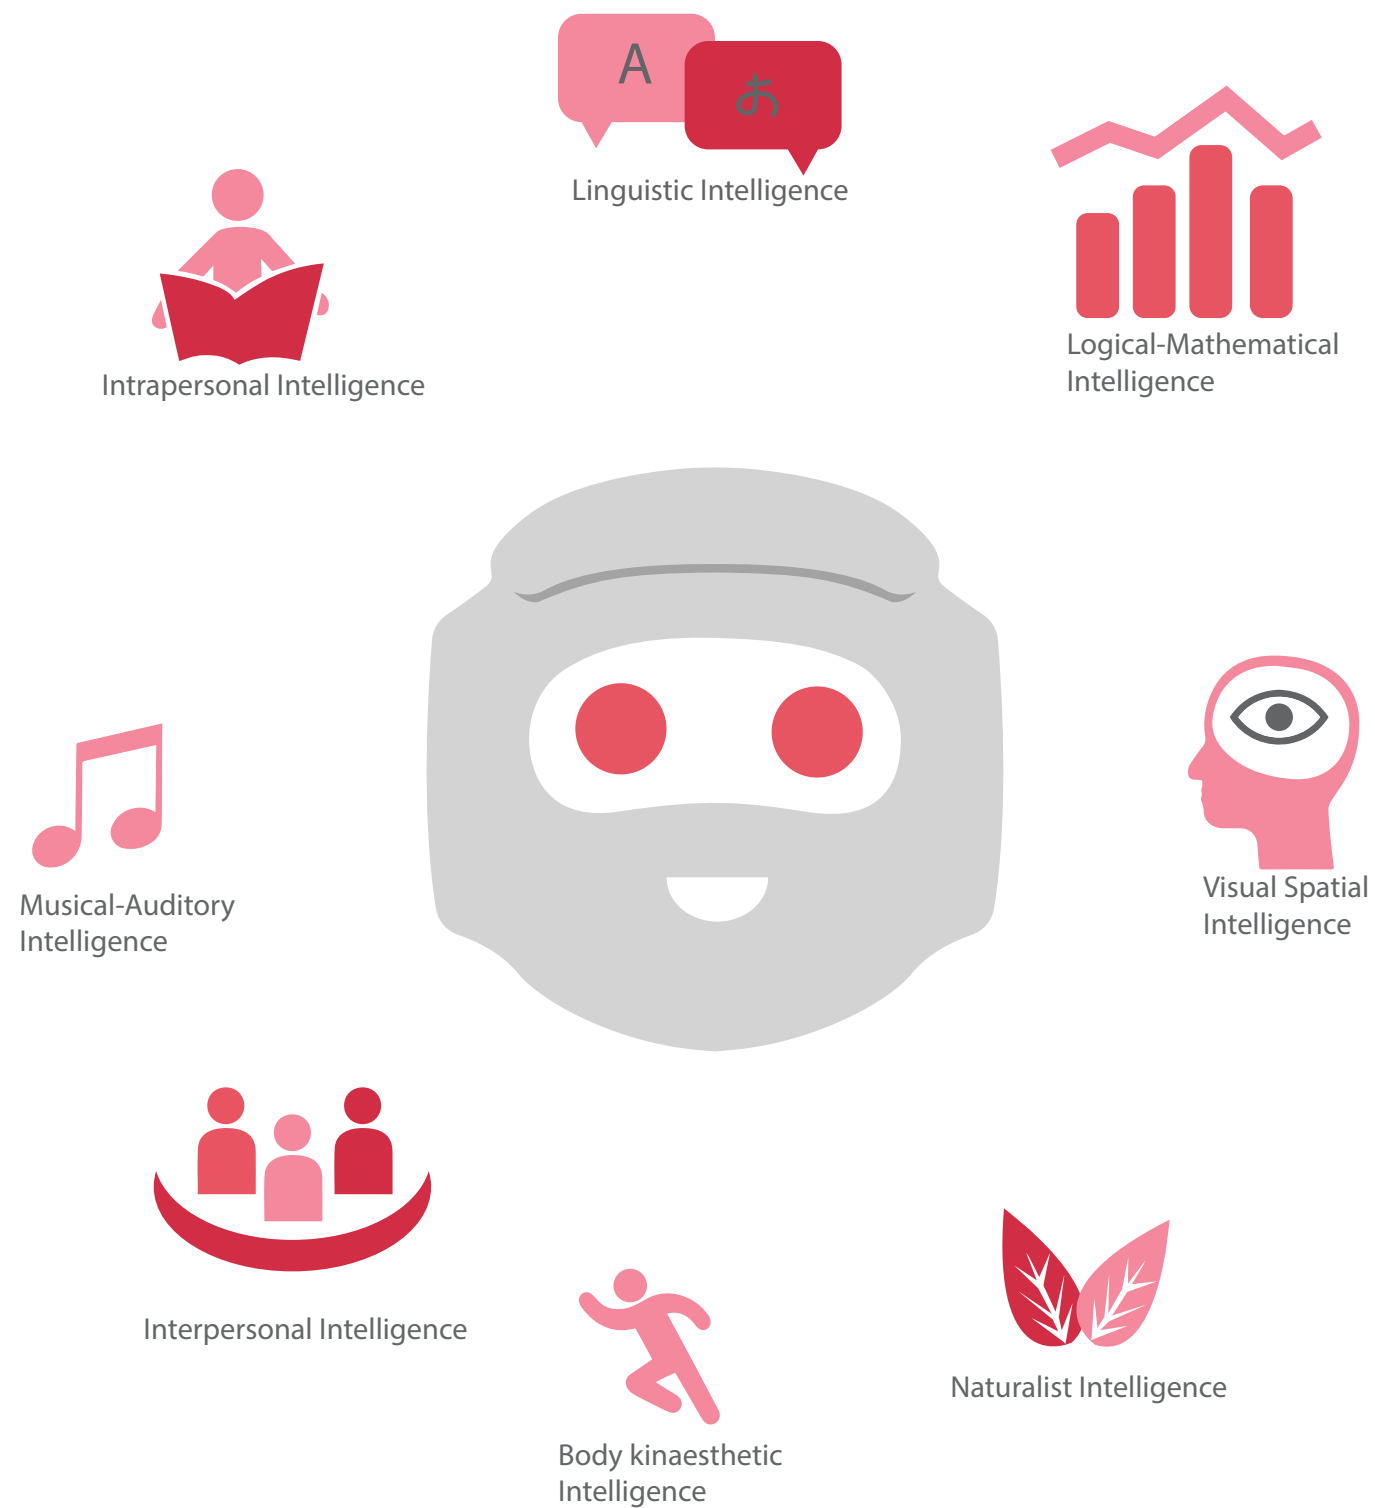 A
あ
Linguistic Intelligence
Logical-Mathematical
Intelligence
Intrapersonal Intelligence
Visual Spatial
Intelligence
Musical-Auditory
Intelligence
Interpersonal Intelligence
Naturalist Intelligence
Body kinaesthetic
Intelligence